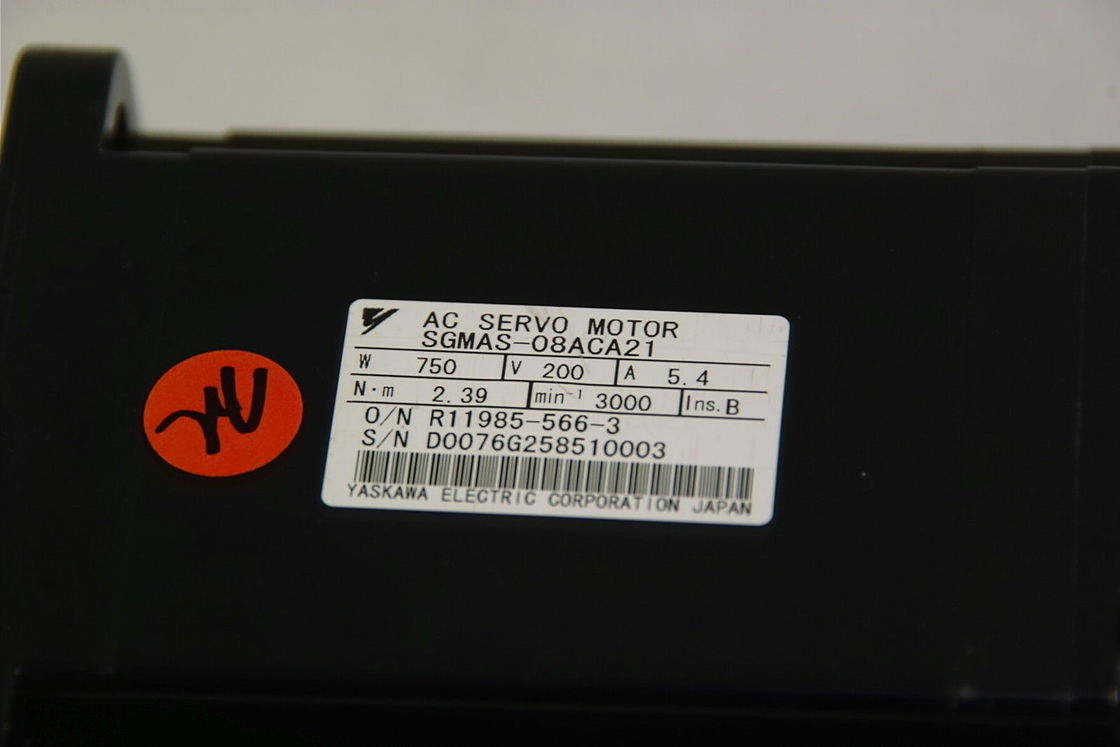 AC SERVO MOTOR
SGMAS-08ACA21
W 750 V 200 A 5.4
N·m 2.39 min⁻¹ 3000 Ins.B
O/N R11985-566-3
S/N D0076G258510003
YASKAWA ELECTRIC CORPORATION JAPAN